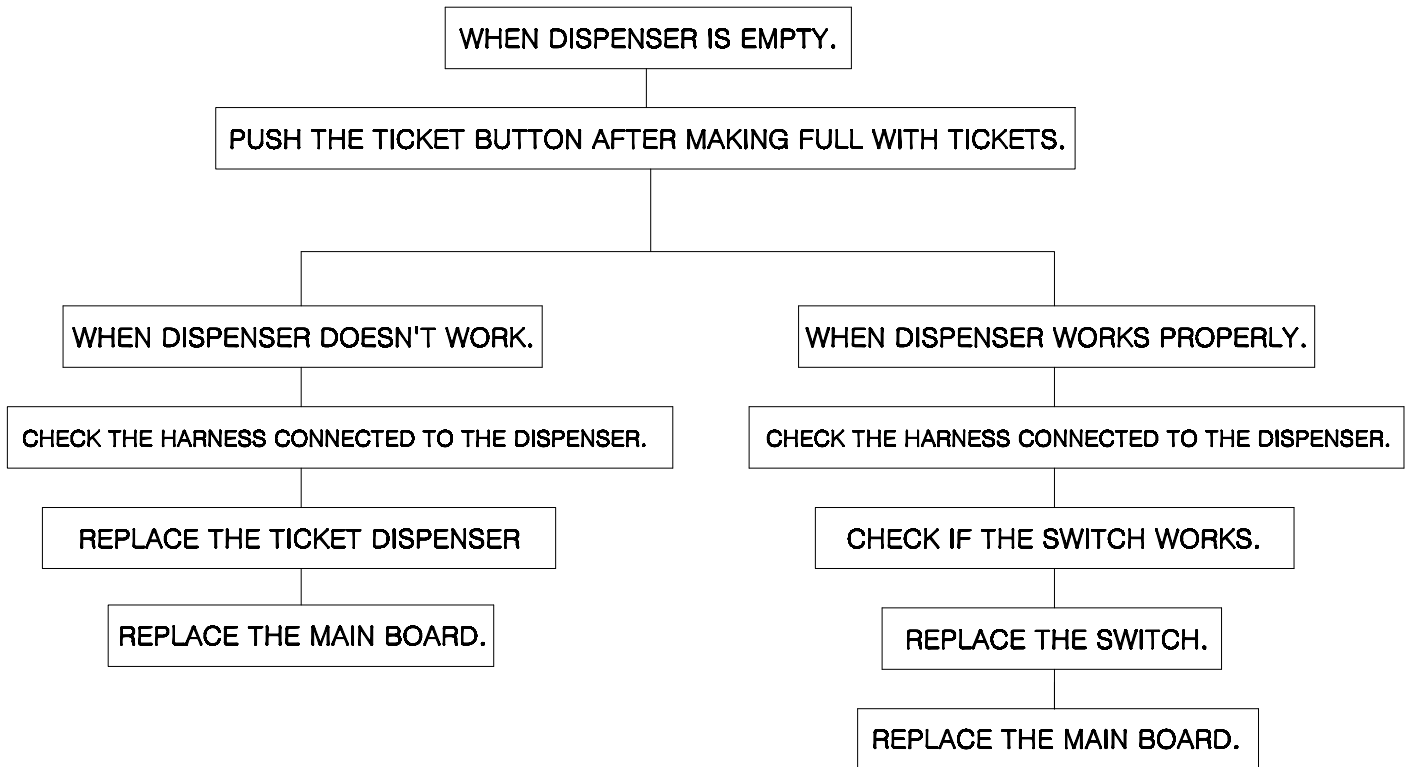 WHEN DISPENSER IS EMPTY.
PUSH THE TICKET BUTTON AFTER MAKING FULL WITH TICKETS.
WHEN DISPENSER DOESN'T WORK.
CHECK THE HARNESS CONNECTED TO THE DISPENSER.
REPLACE THE TICKET DISPENSER
REPLACE THE MAIN BOARD.
WHEN DISPENSER WORKS PROPERLY.
CHECK THE HARNESS CONNECTED TO THE DISPENSER.
CHECK IF THE SWITCH WORKS.
REPLACE THE SWITCH.
REPLACE THE MAIN BOARD.